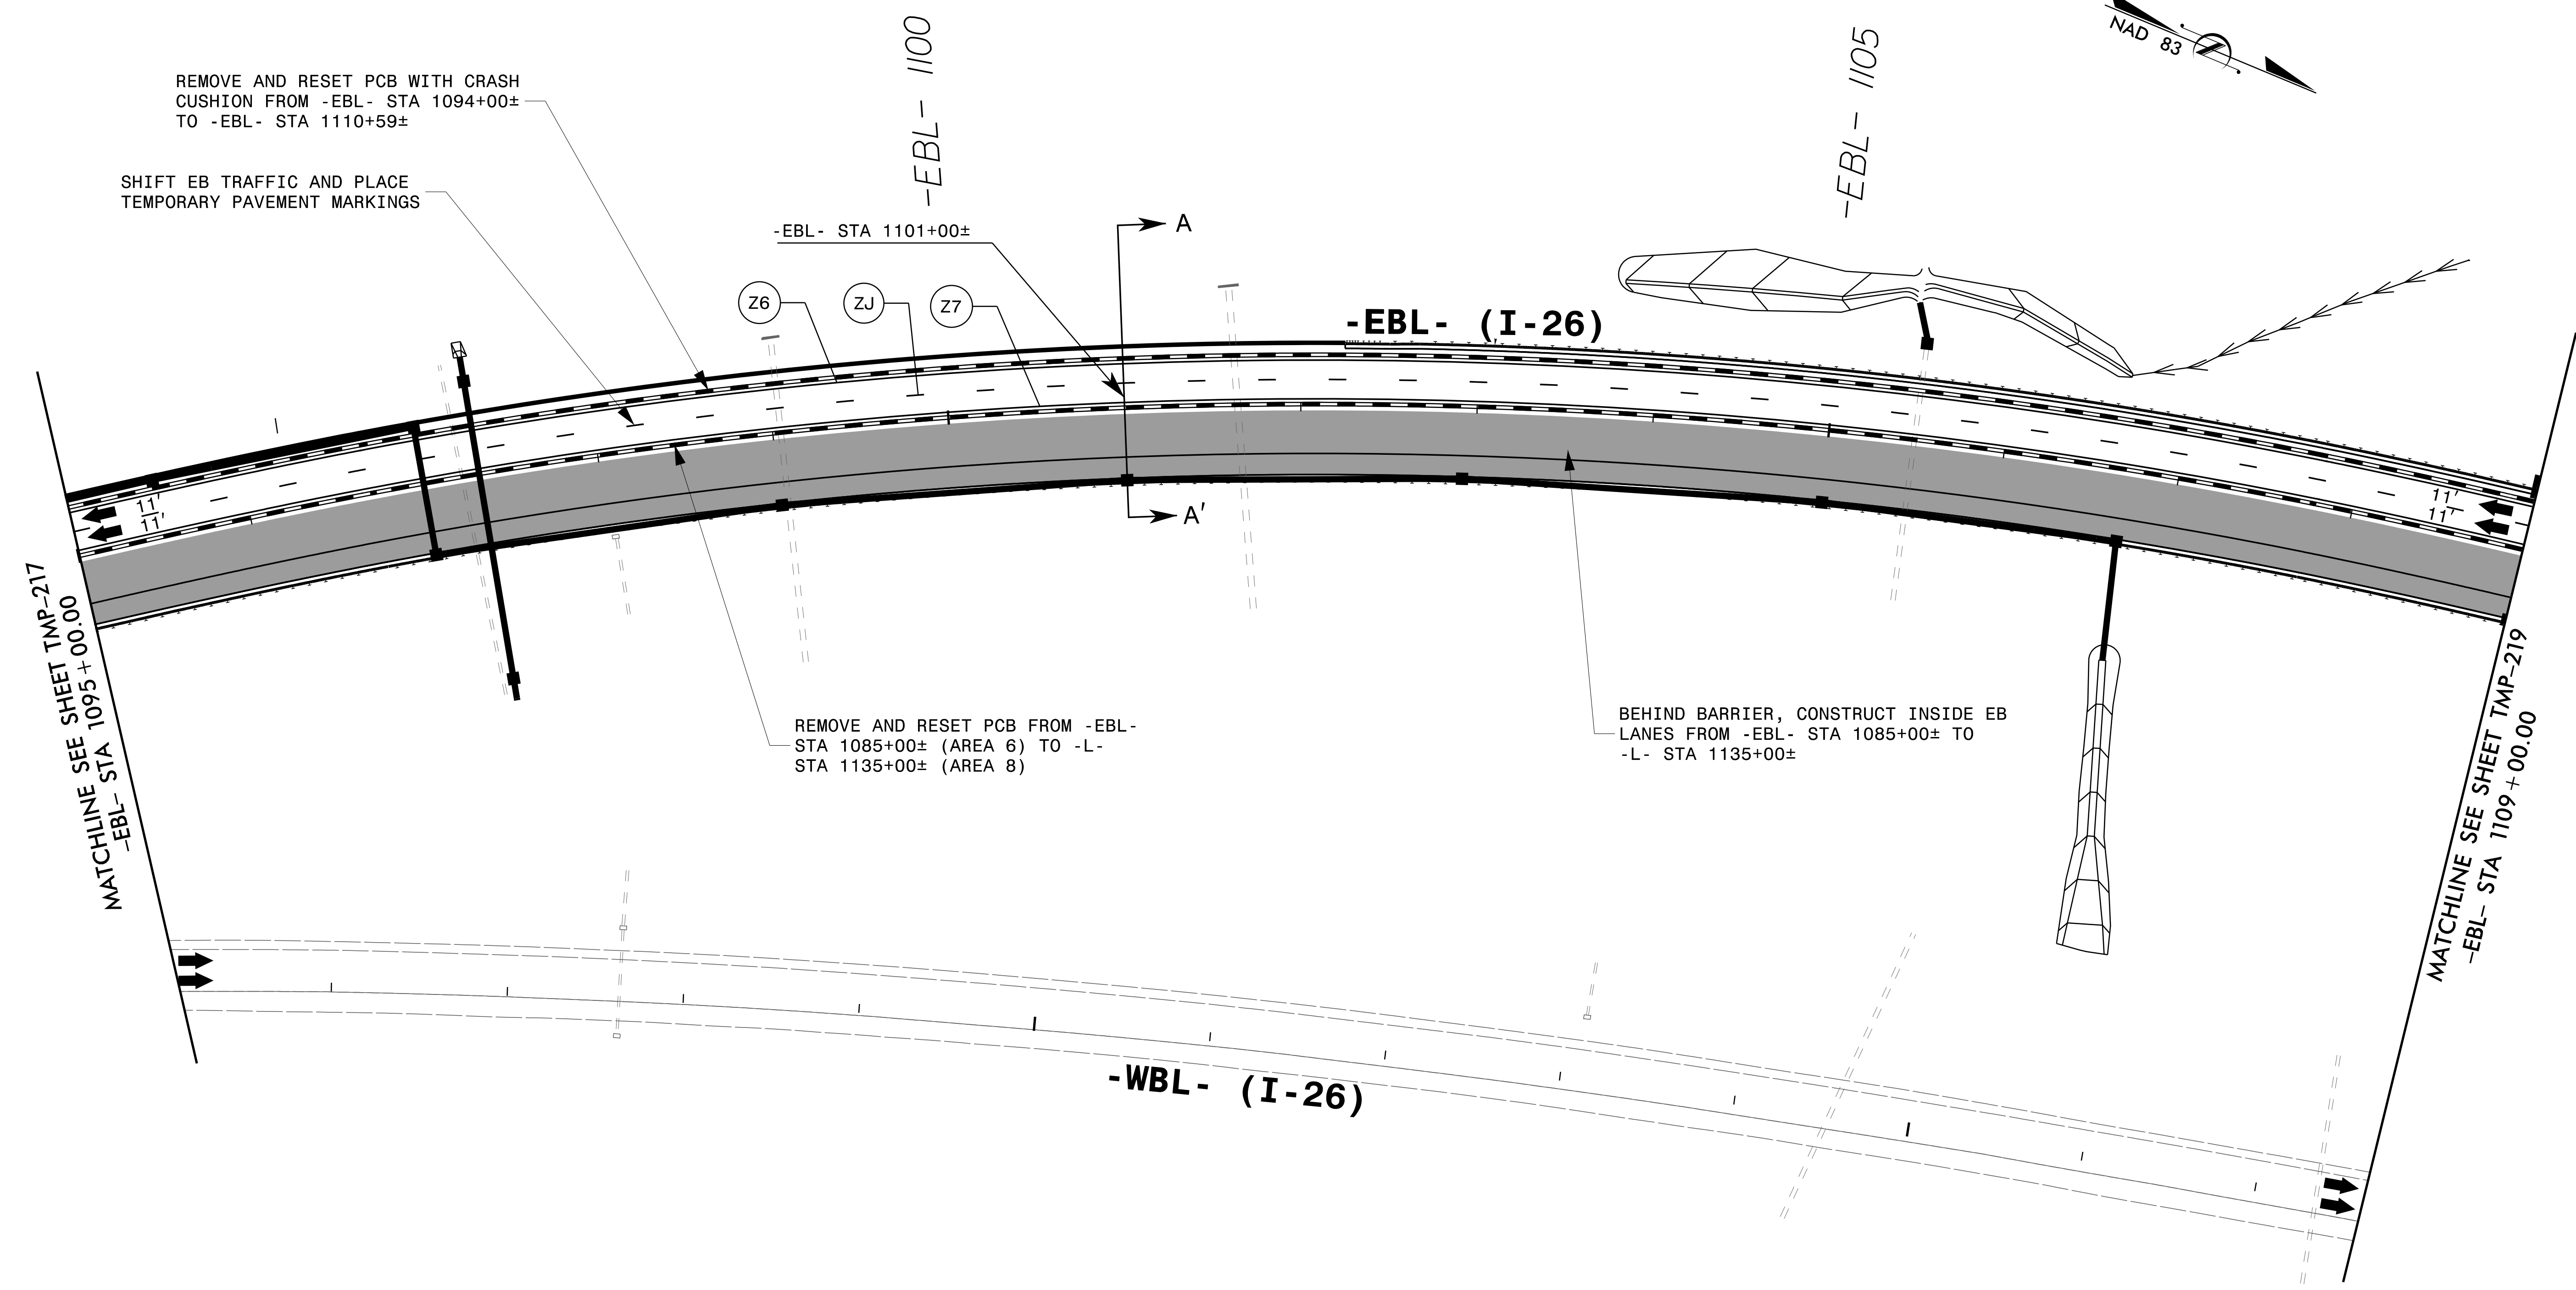 NAD 83
-EBL- 1100
-EBL- 1105
REMOVE AND RESET PCB WITH CRASH
CUSHION FROM -EBL- STA 1094+00±
TO -EBL- STA 1110+59±
SHIFT EB TRAFFIC AND PLACE
TEMPORARY PAVEMENT MARKINGS
-EBL- STA 1101+00±
A
Z6
ZJ
Z7
-EBL- (I-26)
11'
11'
11'
11'
A'
MATCHLINE SEE SHEET TMP-217
-EBL- STA 1095+00.00
REMOVE AND RESET PCB FROM -EBL-
STA 1085+00± (AREA 6) TO -L-
STA 1135+00± (AREA 8)
BEHIND BARRIER, CONSTRUCT INSIDE EB
LANES FROM -EBL- STA 1085+00± TO
-L- STA 1135+00±
MATCHLINE SEE SHEET TMP-219
-EBL- STA 1109+00.00
-WBL- (I-26)